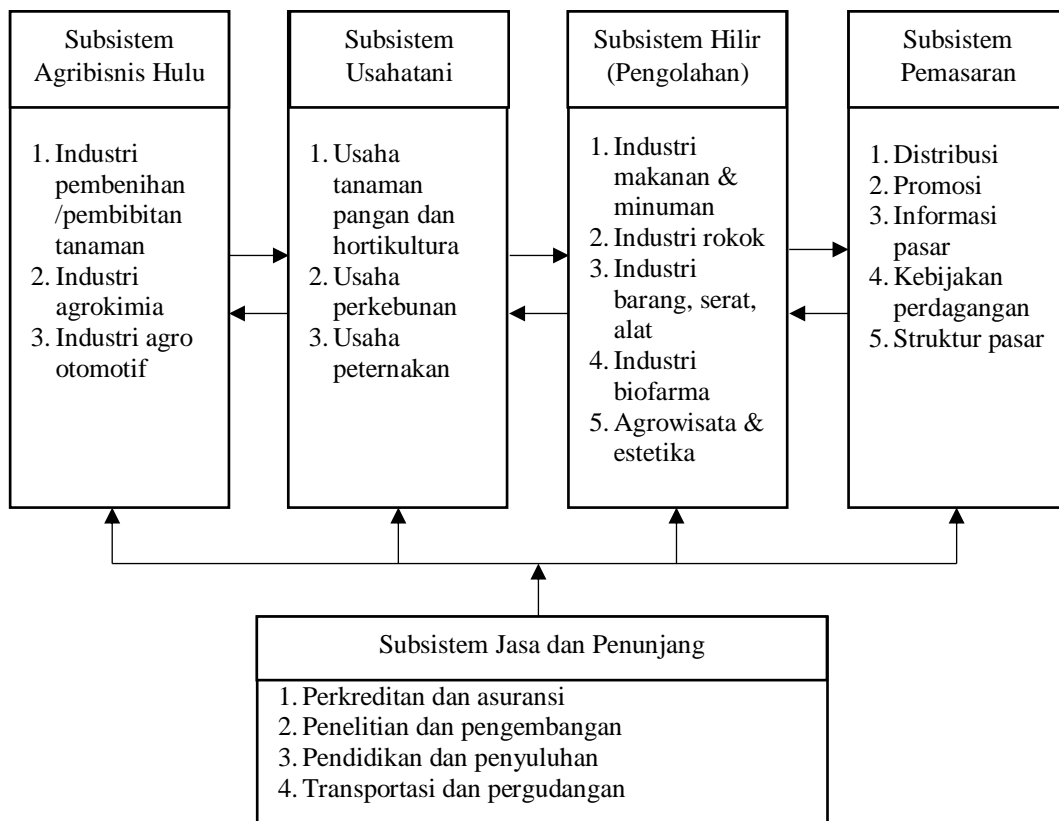 Subsistem
Agribisnis Hulu
1. Industri
pembenihan
/pembibitan
tanaman
2. Industri
agrokimia
3. Industri agro
otomotif
Subsistem
Usahatani
1. Usaha
tanaman
pangan dan
hortikultura
2. Usaha
perkebunan
3. Usaha
peternakan
Subsistem Hilir
(Pengolahan)
1. Industri
makanan &
minuman
2. Industri rokok
3. Industri
barang, serat,
alat
4. Industri
biofarma
5. Agrowisata &
estetika
Subsistem
Pemasaran
1. Distribusi
2. Promosi
3. Informasi
pasar
4. Kebijakan
perdagangan
5. Struktur pasar
Subsistem Jasa dan Penunjang
1. Perkreditan dan asuransi
2. Penelitian dan pengembangan
3. Pendidikan dan penyuluhan
4. Transportasi dan pergudangan